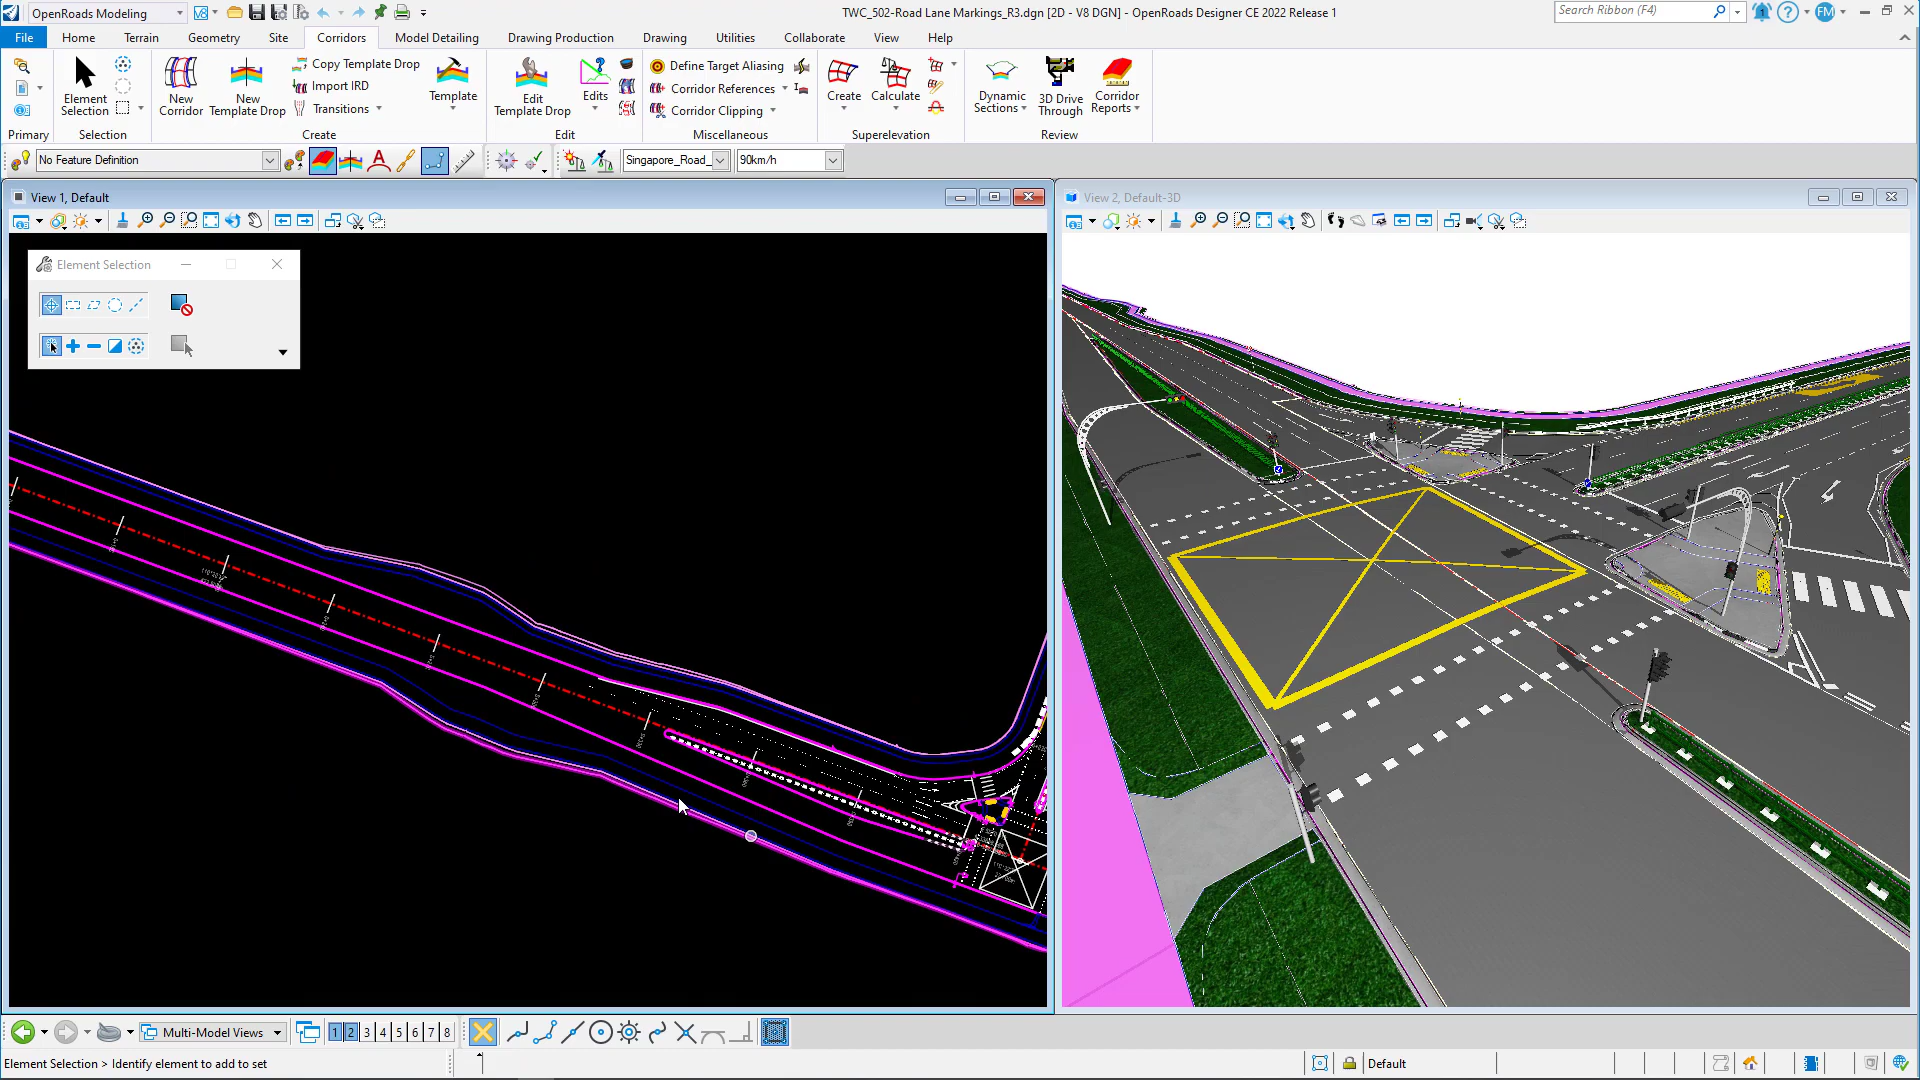 OpenRoads Modeling
TWC_502-Road Lane Markings_R3.dgn [2D - V8 DGN] - OpenRoads Designer CE 2022 Release 1
Search Ribbon (F4)
1
FM
File
Home
Terrain
Geometry
Site
Corridors
Model Detailing
Drawing Production
Drawing
Utilities
Collaborate
View
Help
Primary
Element Selection
Selection
New Corridor
New Template Drop
Copy Template Drop
Import IRD
Transitions
Template
Create
Edit Template Drop
Edits
Edit
Define Target Aliasing
Corridor References
Corridor Clipping
Miscellaneous
Create
Calculate
Superelevation
Dynamic Sections
3D Drive Through
Corridor Reports
Review
No Feature Definition
Singapore_Road_
90km/h
View 1, Default
View 2, Default-3D
Element Selection
Multi-Model Views
1 2 3 4 5 6 7 8
Element Selection > Identify element to add to set
Default